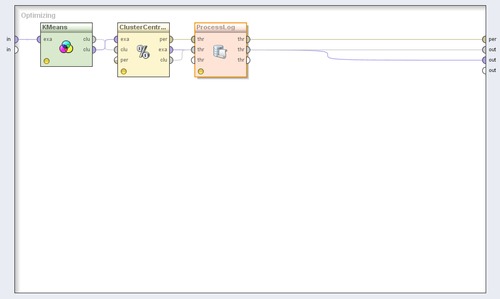 Optimizing
KMeans
ClusterCentr...
ProcessLog
in
exa
clu
exa
per
thr
thr
per
in
clu
clu
exa
thr
thr
out
per
clu
thr
thr
out
out